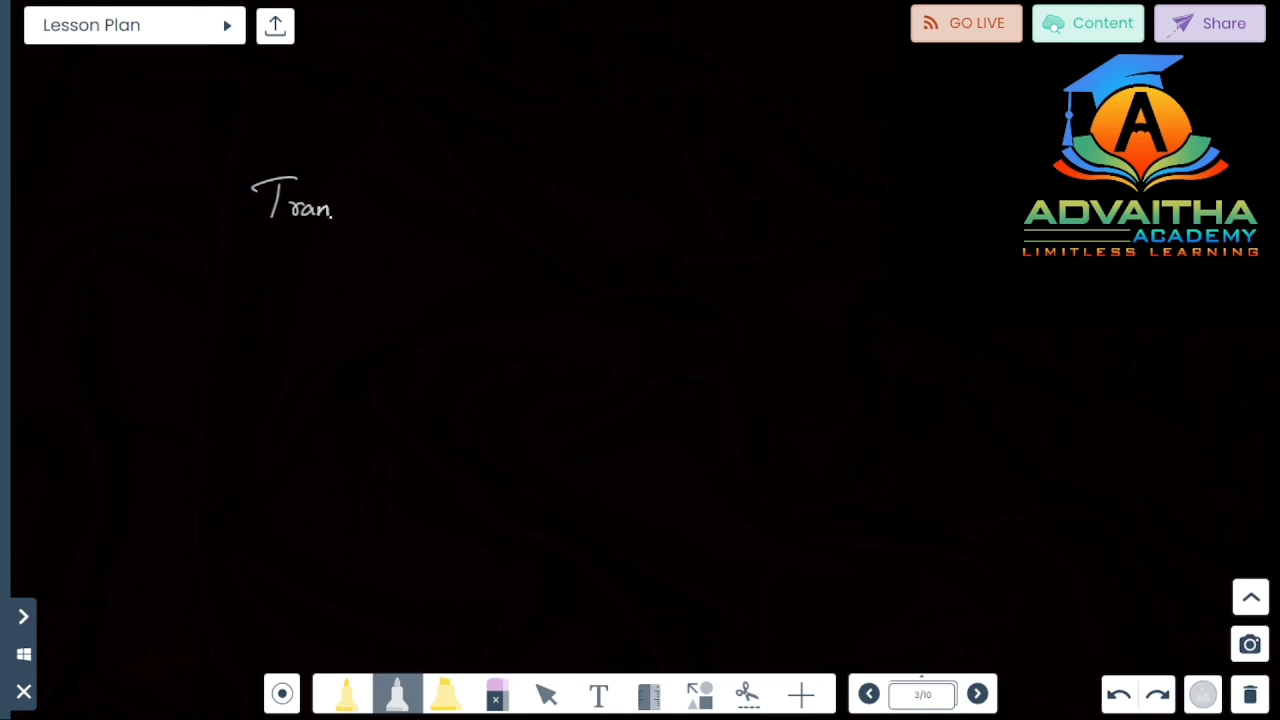 Lesson Plan
GO LIVE
Content
Share
A
ADVAITHA
ACADEMY
LIMITLESS LEARNING
Tran
3/10
T